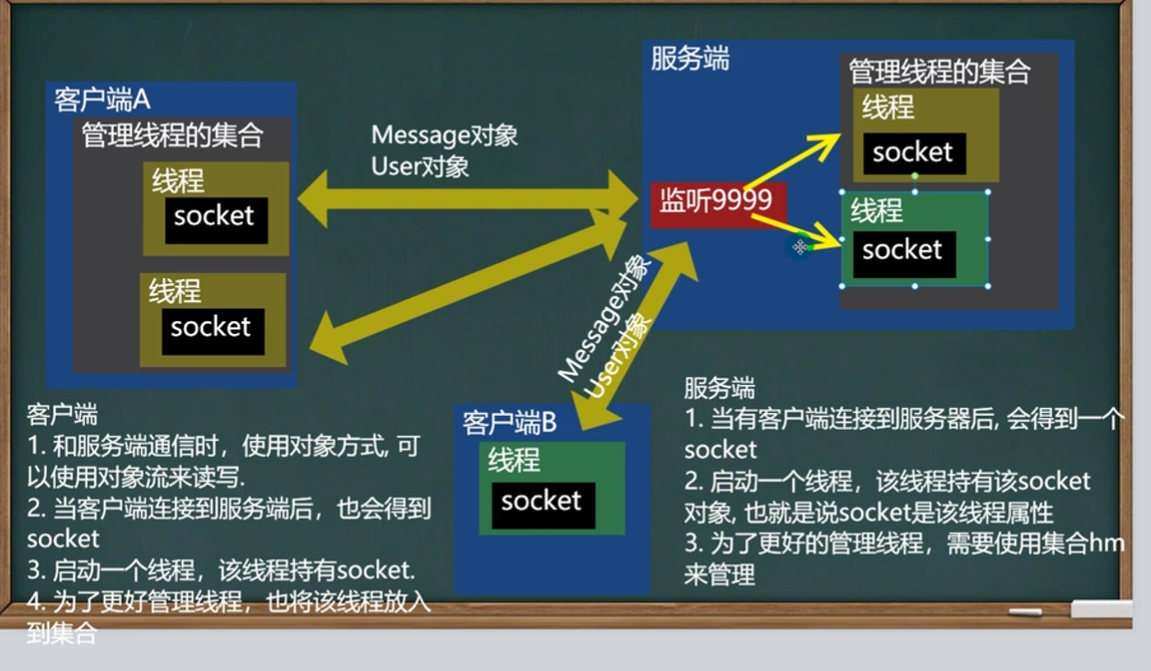 客户端A
管理线程的集合
线程
socket
线程
socket
Message对象
User对象
服务端
监听9999
管理线程的集合
线程
socket
线程
socket
Message对象
User对象
客户端B
线程
socket
客户端
1. 和服务端通信时，使用对象方式, 可
以使用对象流来读写.
2. 当客户端连接到服务端后，也会得到
socket
3. 启动一个线程，该线程持有socket.
4. 为了更好管理线程，也将该线程放入
到集合
服务端
1. 当有客户端连接到服务器后, 会得到一个
socket
2. 启动一个线程，该线程持有该socket
对象, 也就是说socket是该线程属性
3. 为了更好的管理线程，需要使用集合hm
来管理